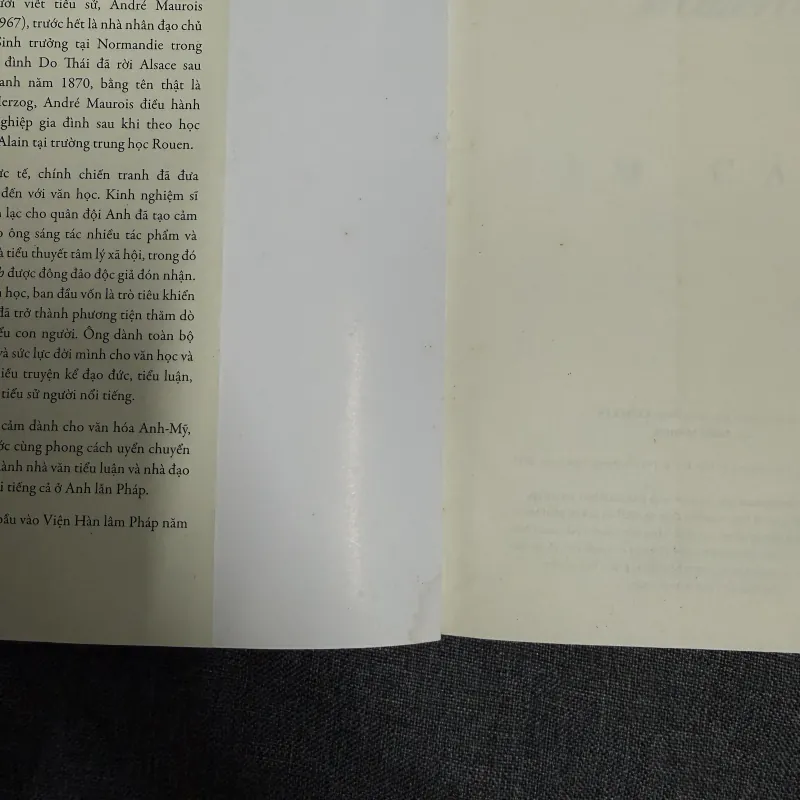 viết tiểu sử, André Maurois
967), trước hết là nhà nhân đạo chủ
Sinh trưởng tại Normandie trong
đình Do Thái đã rời Alsace sau
anh năm 1870, bằng tên thật là
Herzog, André Maurois điều hành
nghiệp gia đình sau khi theo học
Alain tại trường trung học Rouen.
ực tế, chính chiến tranh đã đưa
đến với văn học. Kinh nghiệm sĩ
n lạc cho quân đội Anh đã tạo cảm
o ông sáng tác nhiều tác phẩm và
à tiểu thuyết tâm lý xã hội, trong đó
b được đông đảo độc giả đón nhận.
n học, ban đầu vốn là trò tiêu khiển
đã trở thành phương tiện thăm dò
ểu con người. Ông dành toàn bộ
và sức lực đời mình cho văn học và
iều truyện kể đạo đức, tiểu luận,
tiểu sử người nổi tiếng.
cảm dành cho văn hóa Anh-Mỹ,
ớc cùng phong cách uyển chuyển
ành nhà văn tiểu luận và nhà đạo
i tiếng cả ở Anh lẫn Pháp.
bầu vào Viện Hàn lâm Pháp năm